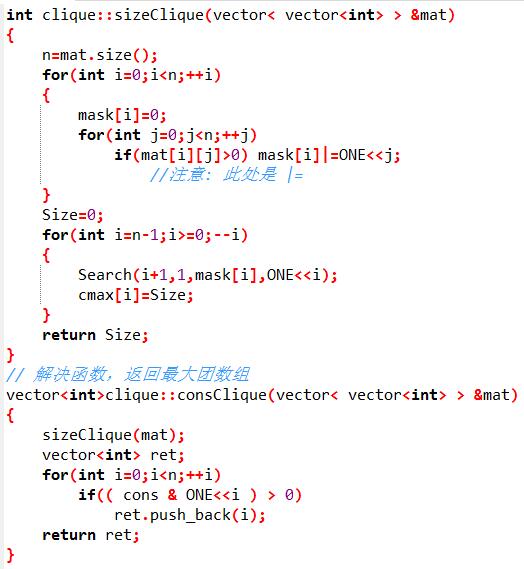 int clique::sizeClique(vector< vector<int> > &mat)
{
    n=mat.size();
    for(int i=0;i<n;++i)
    {
        mask[i]=0;
        for(int j=0;j<n;++j)
            if(mat[i][j]>0) mask[i]|=ONE<<j;
                //注意: 此处是 |=
    }
    Size=0;
    for(int i=n-1;i>=0;--i)
    {
        Search(i+1,1,mask[i],ONE<<i);
        cmax[i]=Size;
    }
    return Size;
}
// 解决函数, 返回最大团数组
vector<int>clique::consClique(vector< vector<int> > &mat)
{
    sizeClique(mat);
    vector<int> ret;
    for(int i=0;i<n;++i)
        if(( cons & ONE<<i ) > 0)
            ret.push_back(i);
    return ret;
}